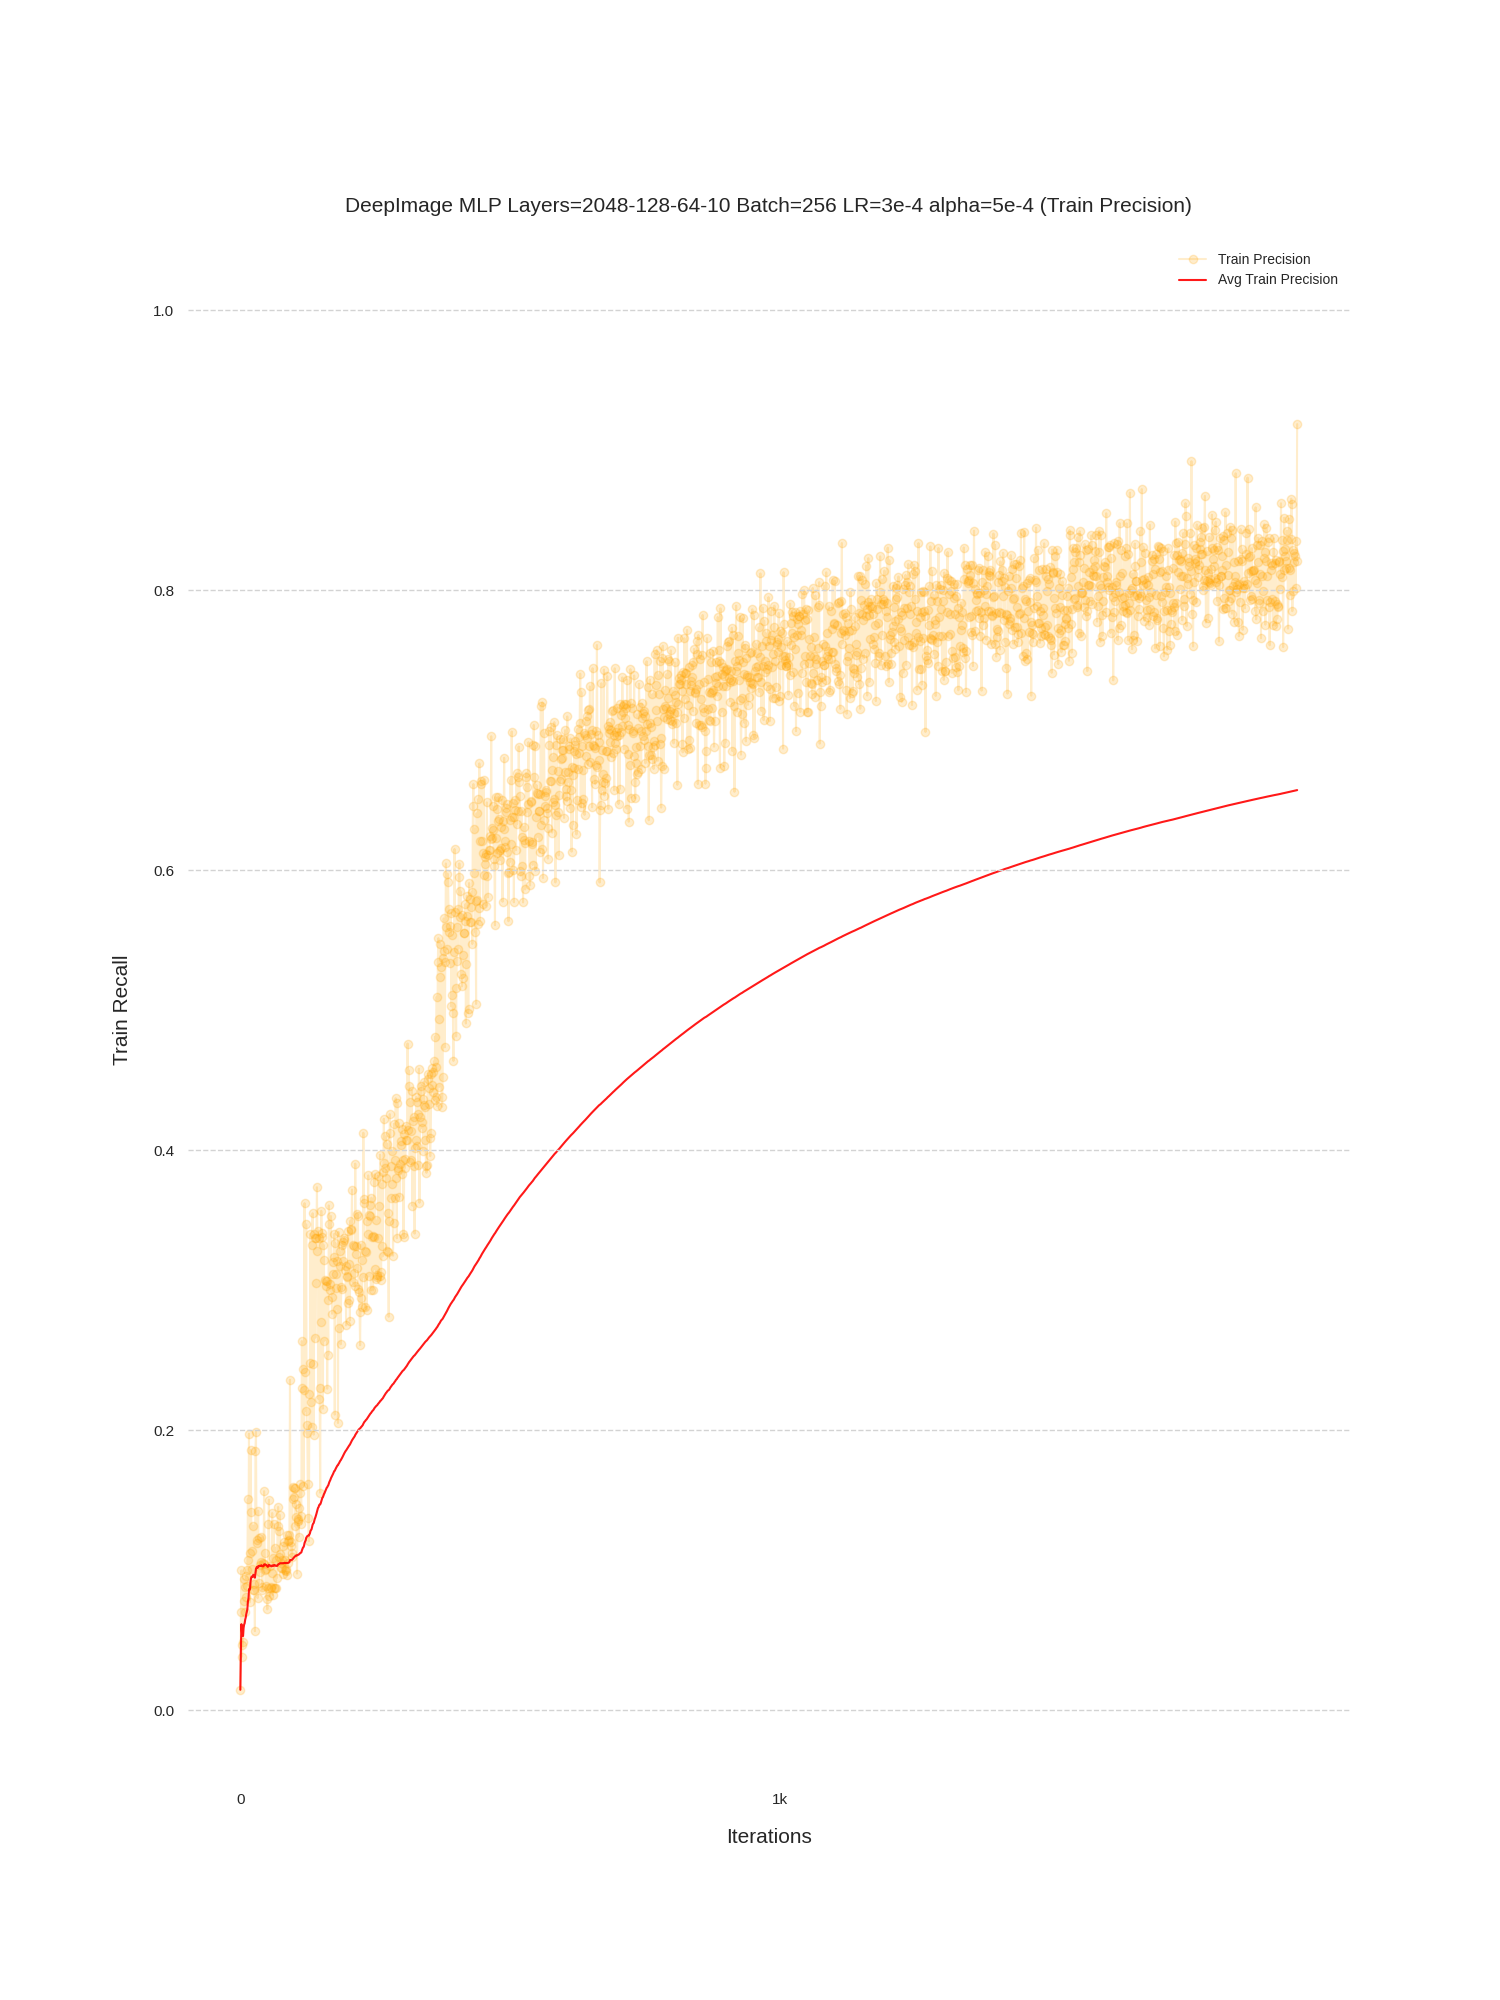 DeepImage MLP Layers=2048-128-64-10 Batch=256 LR=3e-4 alpha=5e-4 (Train Precision)
Train Precision
Avg Train Precision
1.0
0.8
0.6
0.4
0.2
0.0
Train Recall
0
1k
Iterations